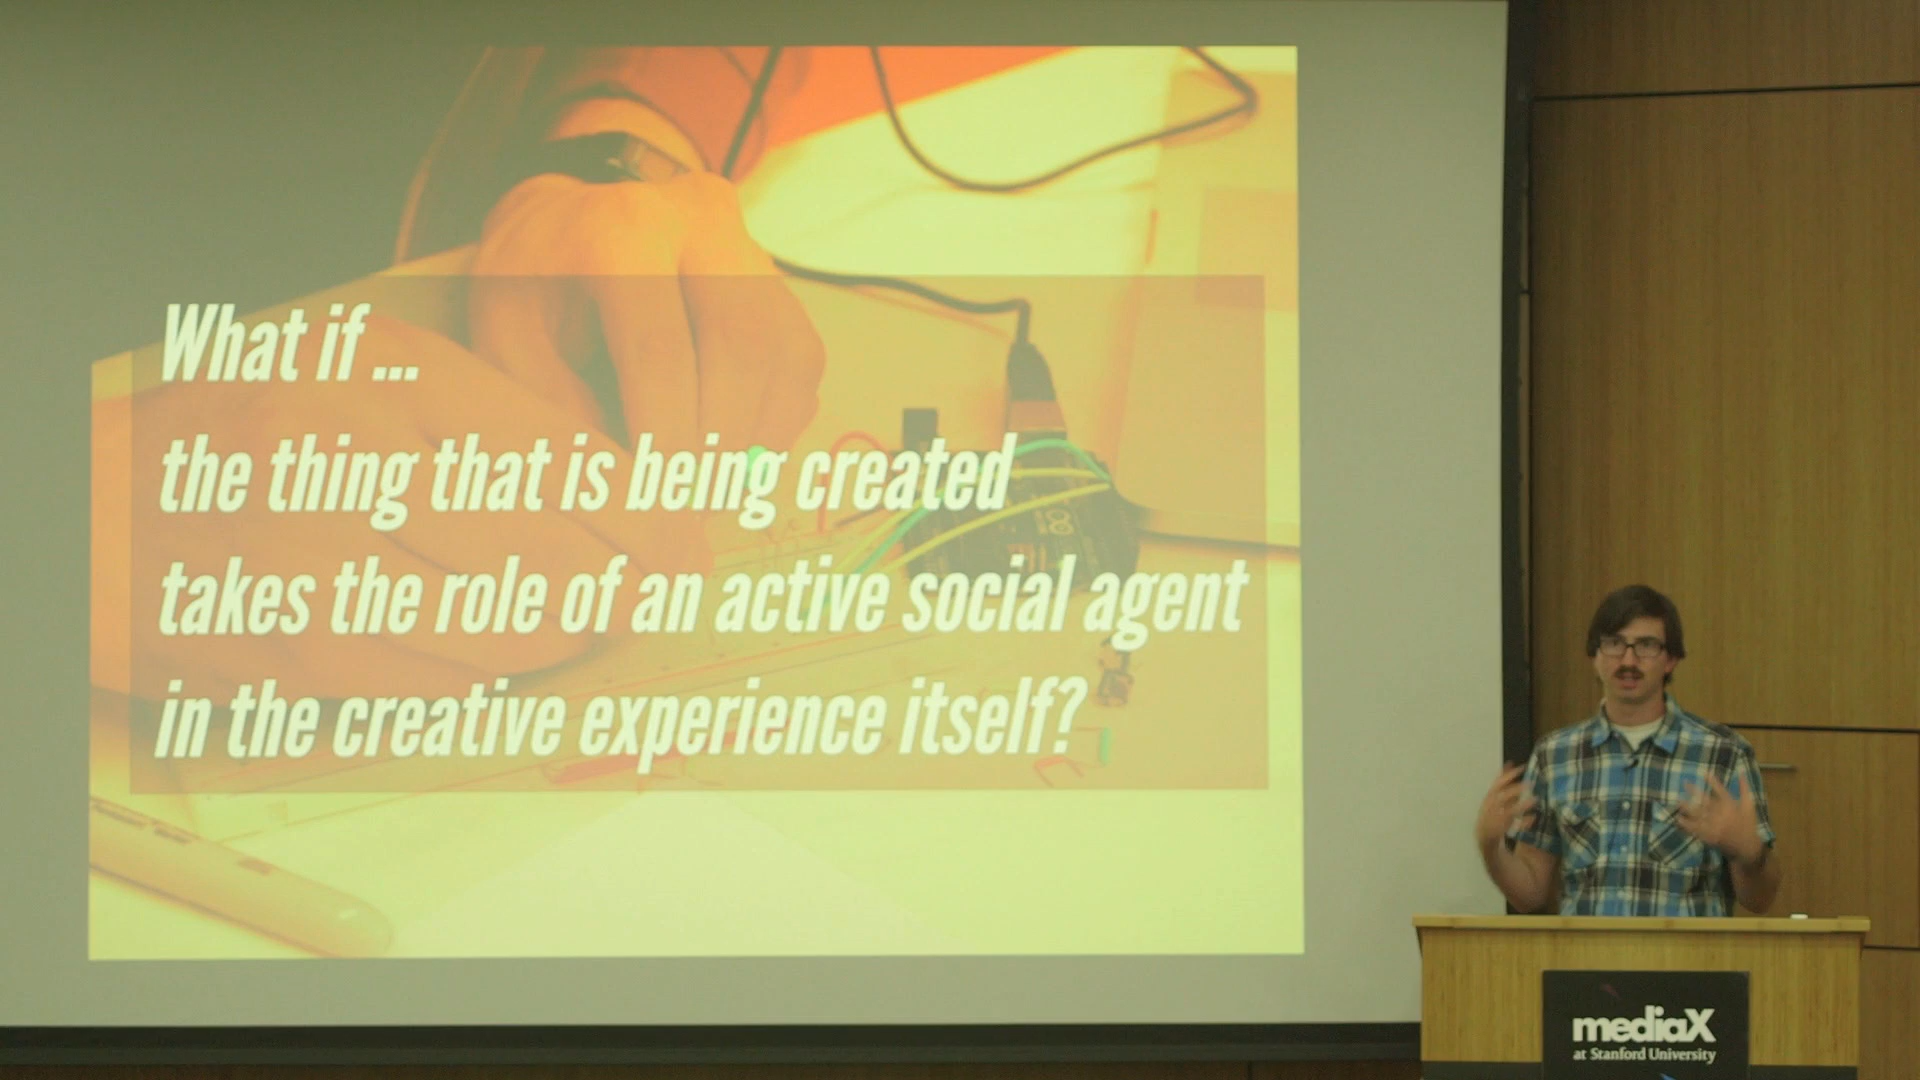 What if ...
the thing that is being created
takes the role of an active social agent
in the creative experience itself?
mediaX
at Stanford University